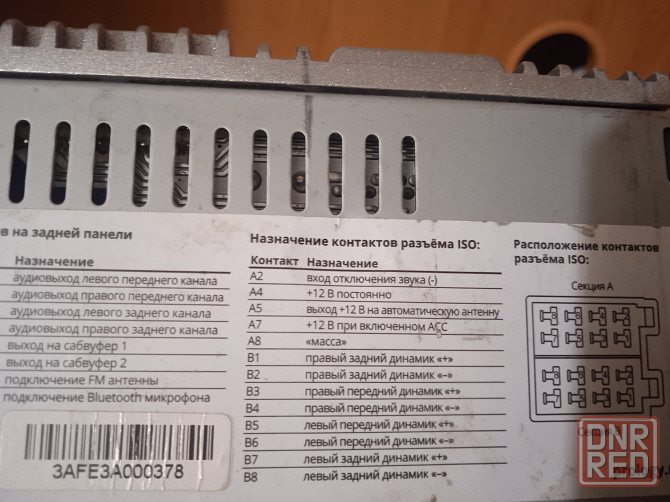 в на задней панели
Назначение
аудиовыход левого переднего канала
аудиовыход правого переднего канала
аудиовыход левого заднего канала
аудиовыход правого заднего канала
выход на сабвуфер 1
выход на сабвуфер 2
подключение FM антенны
подключение Bluetooth микрофона
3AFE3A000378
Назначение контактов разъёма ISO:
Контакт Назначение
A2 вход отключения звука (-)
A4 +12 В постоянно
A5 выход +12 В на автоматическую антенну
A7 +12 В при включенном ACC
A8 «масса»
B1 правый задний динамик «+»
B2 правый задний динамик «–»
B3 правый передний динамик «+»
B4 правый передний динамик «–»
B5 левый передний динамик «+»
B6 левый передний динамик «–»
B7 левый задний динамик «+»
B8 левый задний динамик «–»
Расположение контактов
разъёма ISO:
Секция A
UNR
RED